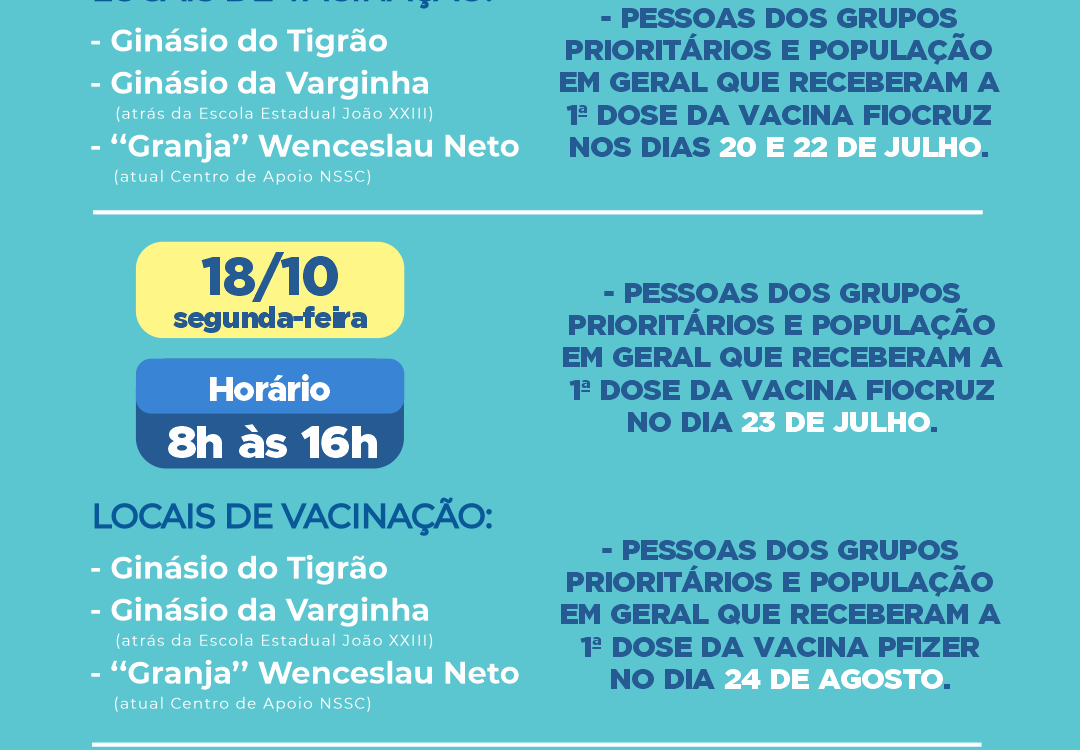 LOCAIS DE VACINAÇÃO:
- Ginásio do Tigrão
- Ginásio da Varginha
(atrás da Escola Estadual João XXIII)
- “Granja” Wenceslau Neto
(atual Centro de Apoio NSSC)
- PESSOAS DOS GRUPOS
PRIORITÁRIOS E POPULAÇÃO
EM GERAL QUE RECEBERAM A
1ª DOSE DA VACINA FIOCRUZ
NOS DIAS 20 E 22 DE JULHO.
18/10
segunda-feira
Horário
8h às 16h
LOCAIS DE VACINAÇÃO:
- Ginásio do Tigrão
- Ginásio da Varginha
(atrás da Escola Estadual João XXIII)
- “Granja” Wenceslau Neto
(atual Centro de Apoio NSSC)
- PESSOAS DOS GRUPOS
PRIORITÁRIOS E POPULAÇÃO
EM GERAL QUE RECEBERAM A
1ª DOSE DA VACINA FIOCRUZ
NO DIA 23 DE JULHO.
- PESSOAS DOS GRUPOS
PRIORITÁRIOS E POPULAÇÃO
EM GERAL QUE RECEBERAM A
1ª DOSE DA VACINA PFIZER
NO DIA 24 DE AGOSTO.